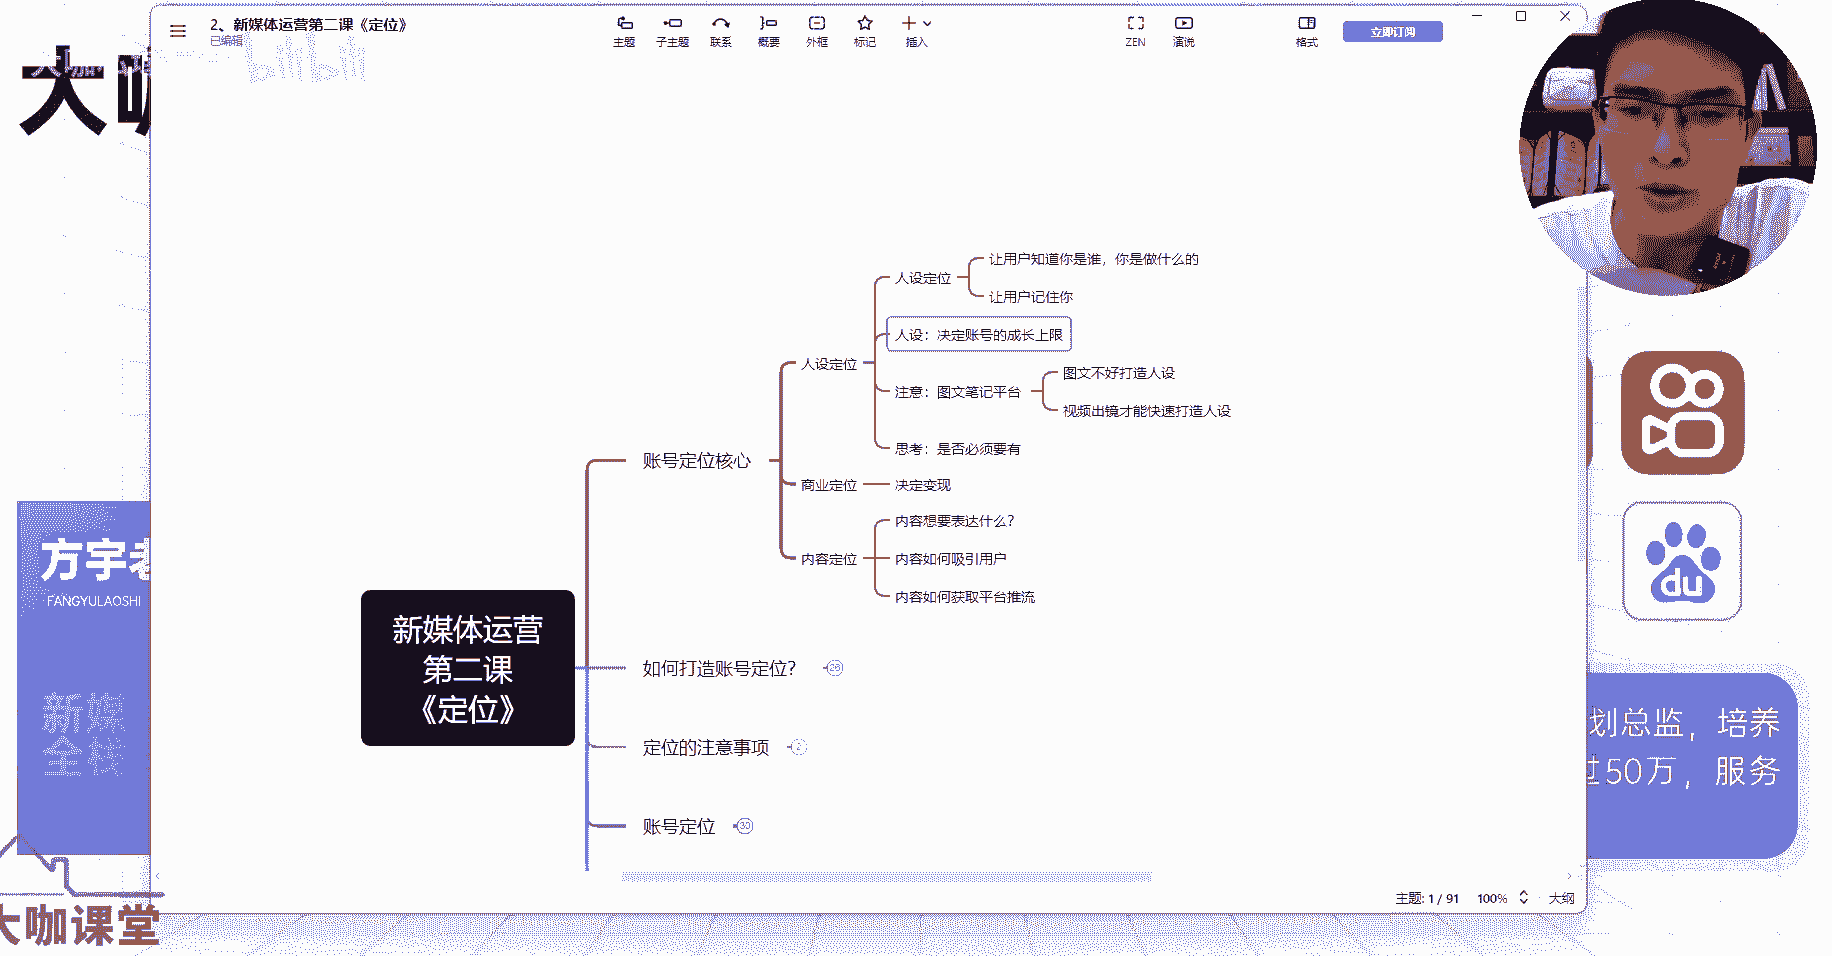 2、新媒体运营第二课《定位》
已编辑
主题
子主题
联系
概要
外框
标记
插入
ZEN
演说
格式
立即订阅
bilibili
大咖
人设定位
让用户知道你是谁，你是做什么的
让用户记住你
人设：决定账号的成长上限
人设定位
注意：图文笔记平台
图文不好打造人设
视频出镜才能快速打造人设
思考：是否必须要有
账号定位核心
商业定位
决定变现
内容想要表达什么？
内容定位
内容如何吸引用户
内容如何获取平台推流
新媒体运营
第二课
《定位》
如何打造账号定位？
26
定位的注意事项
2
账号定位
30
方宇老
FANGYULAOSHI
新媒
全栈
du
划总监，培养
过50万，服务
主题: 1 / 91
100%
大纲
大咖课堂